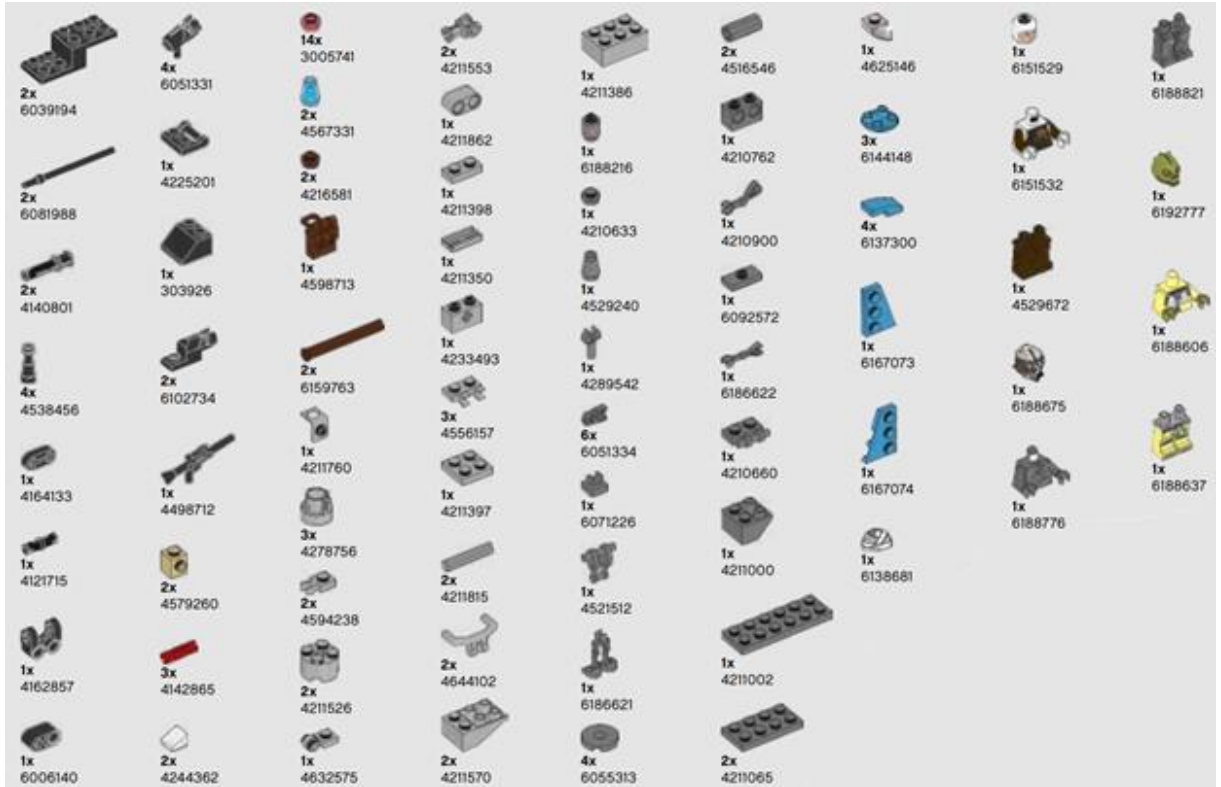 2x
6039194
2x
6081988
2x
4140801
4x
4538456
1x
4164133
1x
4121715
1x
4162857
1x
6006140
4x
6051331
1x
4225201
1x
303926
2x
6102734
1x
4498712
2x
4579260
3x
4142865
2x
4244362
14x
3005741
2x
4567331
2x
4216581
1x
4598713
2x
6159763
1x
4211760
3x
4278756
2x
4594238
2x
4211526
1x
4632575
2x
4211553
1x
4211862
1x
4211398
1x
4211350
1x
4233493
3x
4556157
1x
4211397
2x
4211815
2x
4644102
2x
4211570
1x
4211386
1x
6188216
1x
4210633
1x
4529240
1x
4289542
6x
6051334
1x
6071226
1x
4521512
1x
6186621
4x
6055313
2x
4516546
1x
4210762
1x
4210900
1x
6092572
1x
6186622
1x
4210660
1x
4211000
1x
4211002
2x
4211065
1x
4625146
3x
6144148
4x
6137300
1x
6167073
1x
6167074
1x
6138681
1x
6151529
1x
6151532
1x
4529672
1x
6188675
1x
6188776
1x
6188821
1x
6192777
1x
6188606
1x
6188637